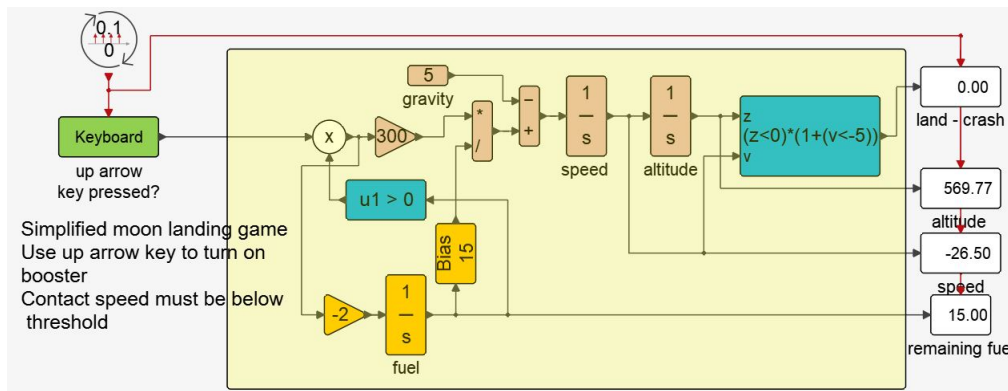 0.1
0
Keyboard
up arrow
key pressed?
Simplified moon landing game
Use up arrow key to turn on
booster
Contact speed must be below
threshold
x
300
5
gravity
*
/
−
+
1
s
speed
1
s
altitude
z
(z<0)*(1+(v<-5))
v
u1 > 0
Bias
15
-2
1
s
fuel
0.00
land - crash
569.77
altitude
-26.50
speed
15.00
remaining fue